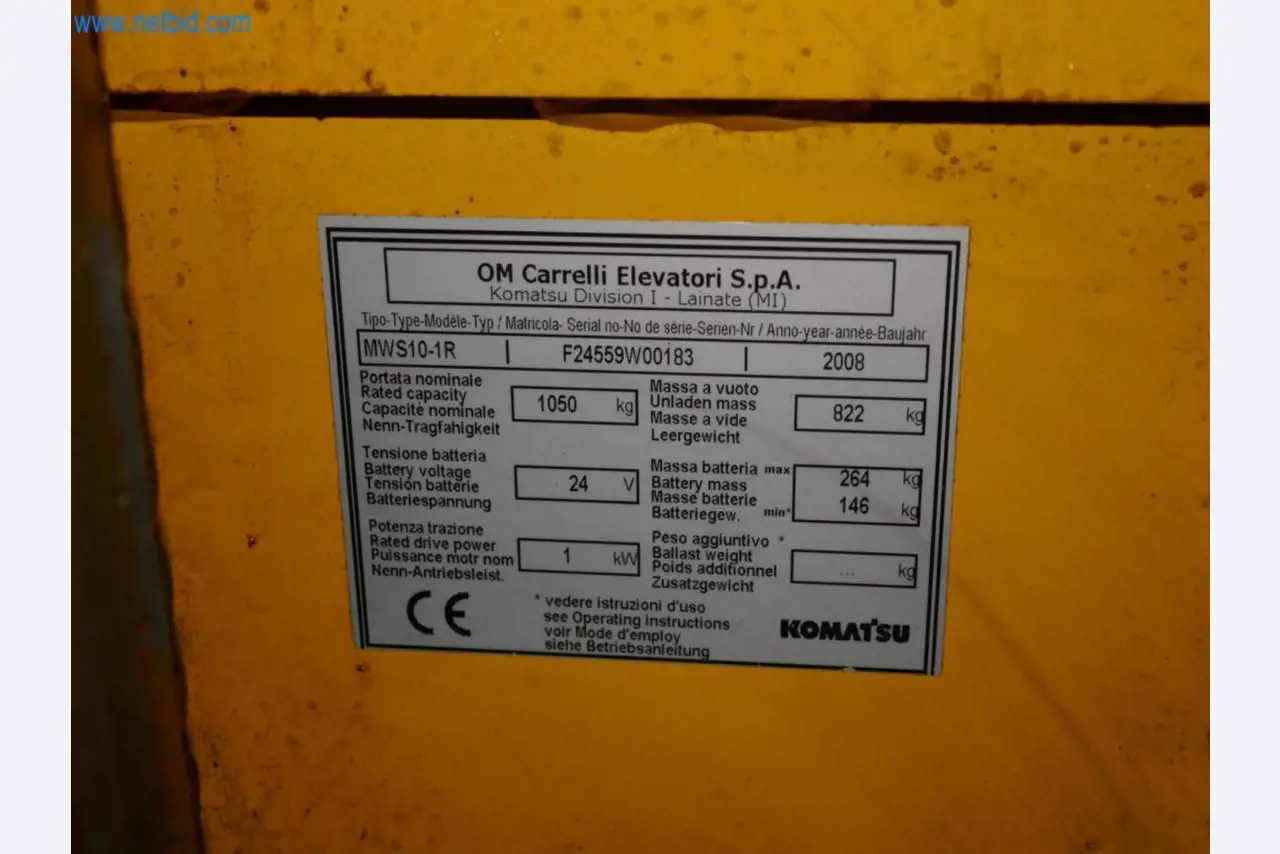 www.netbid.com
OM Carrelli Elevatori S.p.A.
Komatsu Division I - Lainate (MI)
Tipo-Type-Modèle-Typ / Matricola- Serial no-No de série-Serien-Nr / Anno-year-année-Baujahr
MWS10-1R | F24559W00183 | 2008
Portata nominale
Rated capacity
Capacité nominale
Nenn-Tragfahigkeit
1050 kg
Massa a vuoto
Unladen mass
Masse a vide
Leergewicht
822 kg
Tensione batteria
Battery voltage
Tension batterie
Batteriespannung
24 V
Massa batteria max
Battery mass
Masse batterie
Batteriegew. min*
264 kg
146 kg
Potenza trazione
Rated drive power
Puissance motr nom
Nenn-Antriebsleist.
1 kW
Peso aggiuntivo *
Ballast weight
Poids additionnel
Zusatzgewicht
... kg
CE
* vedere istruzioni d'uso
see Operating instructions
voir Mode d'employ
siehe Betriebsanleitung
KOMATSU